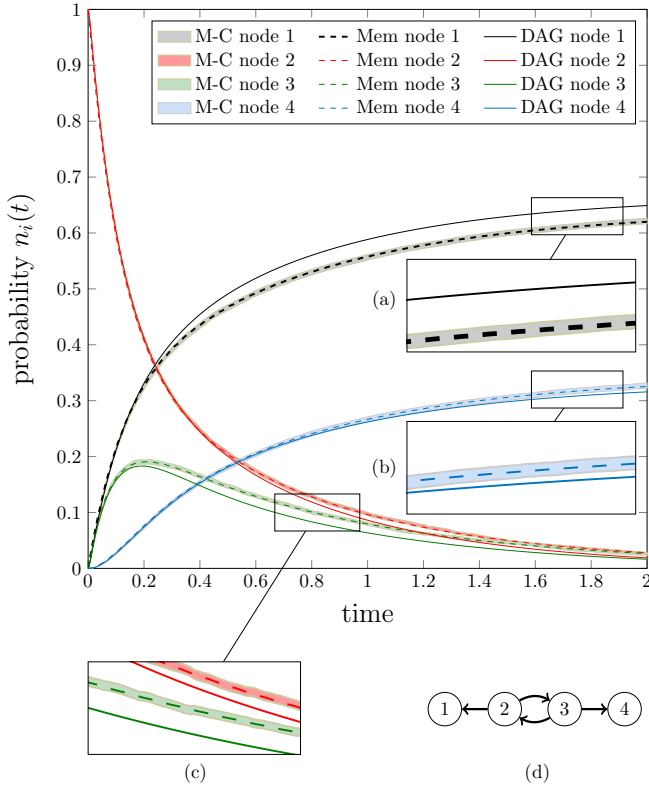 M-C node 1 Mem node 1 DAG node 1
M-C node 2 Mem node 2 DAG node 2
M-C node 3 Mem node 3 DAG node 3
M-C node 4 Mem node 4 DAG node 4
1
0.9
0.8
0.7
0.6
0.5
0.4
0.3
0.2
0.1
0
probability n_i(t)
(a)
(b)
0 0.2 0.4 0.6 0.8 1 1.2 1.4 1.6 1.8 2
time
1 2 3 4
(c) (d)